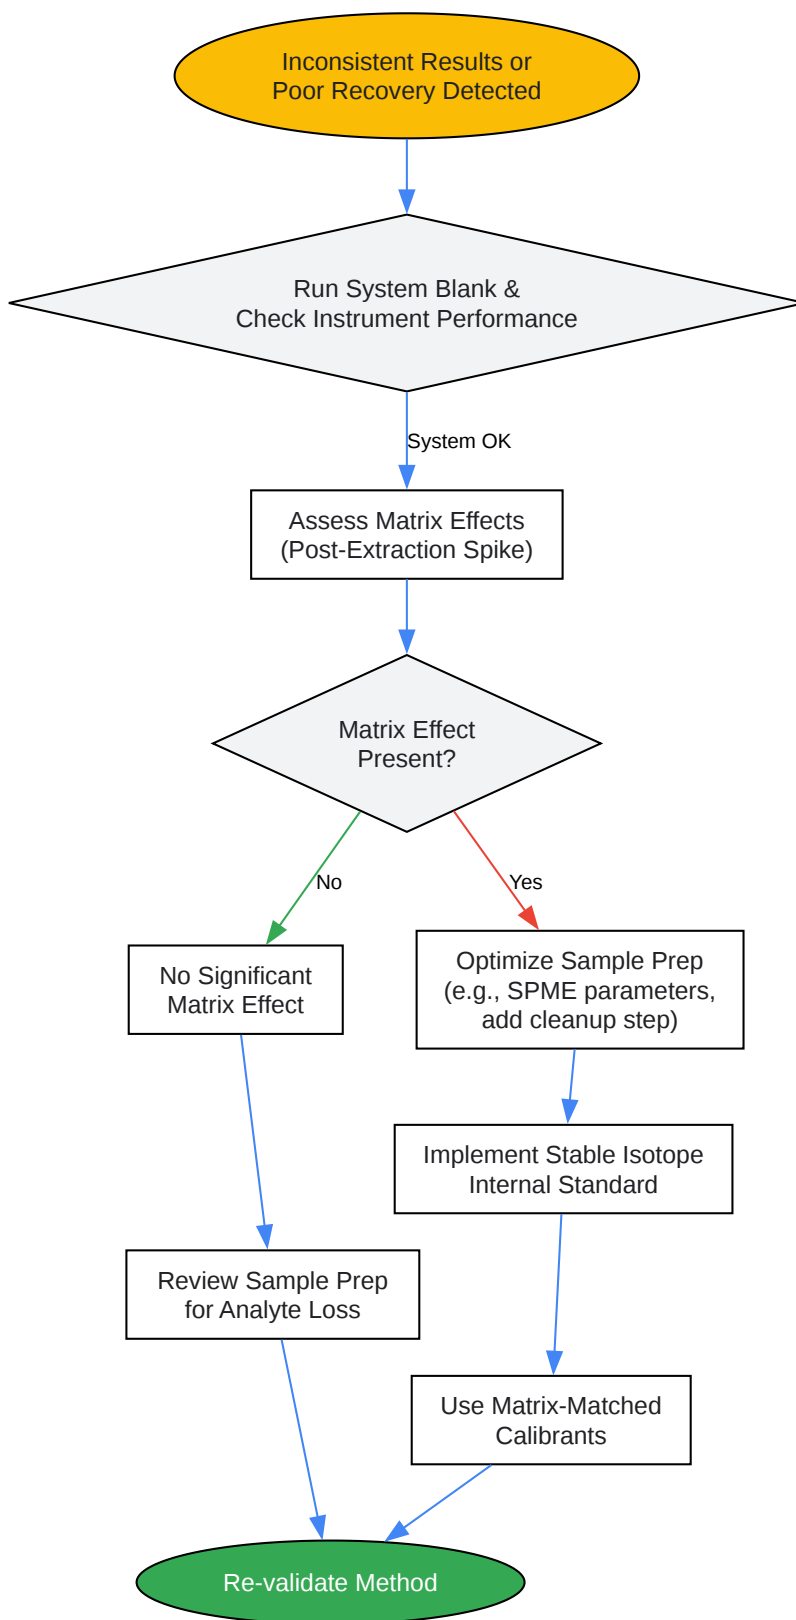 Inconsistent Results or
Poor Recovery Detected
Run System Blank &
Check Instrument Performance
System OK
Assess Matrix Effects
(Post-Extraction Spike)
Matrix Effect
Present?
No
Yes
No Significant
Matrix Effect
Optimize Sample Prep
(e.g., SPME parameters,
add cleanup step)
Implement Stable Isotope
Internal Standard
Review Sample Prep
for Analyte Loss
Use Matrix-Matched
Calibrants
Re-validate Method